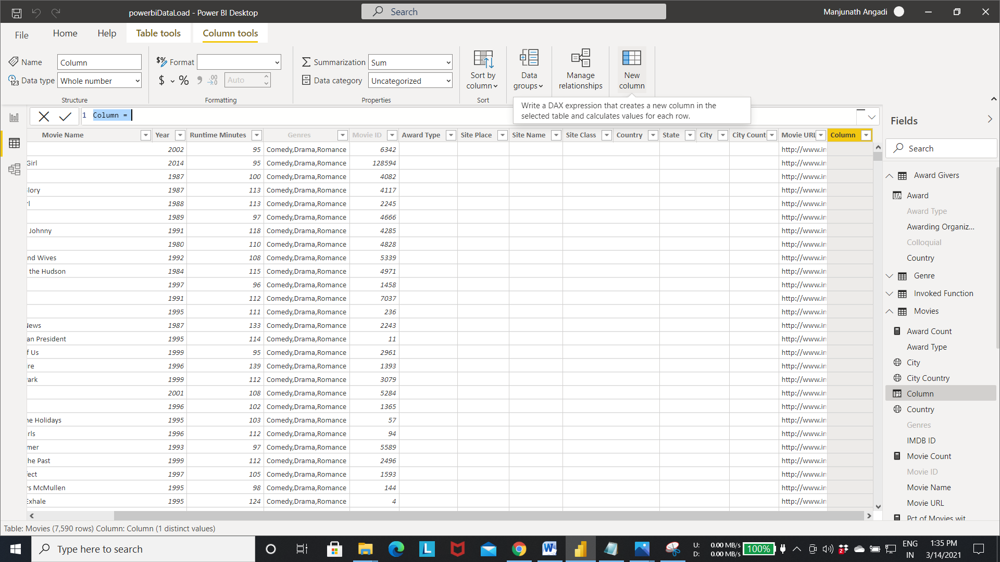 powerbiDataLoad - Power BI Desktop
Search
Manjunath Angadi
File
Home
Help
Table tools
Column tools
Name
Column
Data type
Whole number
Structure
Format
$
%
Auto
Formatting
Summarization
Sum
Data category
Uncategorized
Properties
Sort by
column
Sort
Data
groups
Manage
relationships
New
column
Write a DAX expression that creates a new column in the
selected table and calculates values for each row.
1 Column =
Movie Name Year Runtime Minutes Genres Movie ID Award Type Site Place Site Name Site Class Country State City City Count Movie URL Column
2002 95 Comedy,Drama,Romance 6342 http://www.in
Girl 2014 95 Comedy,Drama,Romance 128594 http://www.in
1987 100 Comedy,Drama,Romance 4082 http://www.in
lory 1987 113 Comedy,Drama,Romance 4117 http://www.in
rl 1988 113 Comedy,Drama,Romance 2245 http://www.in
1989 97 Comedy,Drama,Romance 4666 http://www.in
Johnny 1991 118 Comedy,Drama,Romance 4285 http://www.in
1980 110 Comedy,Drama,Romance 4828 http://www.in
nd Wives 1992 108 Comedy,Drama,Romance 5339 http://www.in
the Hudson 1984 115 Comedy,Drama,Romance 4971 http://www.in
1997 96 Comedy,Drama,Romance 1458 http://www.in
1991 112 Comedy,Drama,Romance 7037 http://www.in
1995 111 Comedy,Drama,Romance 236 http://www.in
News 1987 133 Comedy,Drama,Romance 2243 http://www.in
an President 1995 114 Comedy,Drama,Romance 11 http://www.in
f Us 1999 95 Comedy,Drama,Romance 2961 http://www.in
ire 1996 139 Comedy,Drama,Romance 1393 http://www.in
Park 1999 112 Comedy,Drama,Romance 3079 http://www.in
2001 108 Comedy,Drama,Romance 5284 http://www.in
1996 102 Comedy,Drama,Romance 1365 http://www.in
ne Holidays 1995 103 Comedy,Drama,Romance 57 http://www.in
rls 1996 112 Comedy,Drama,Romance 94 http://www.in
mer 1993 97 Comedy,Drama,Romance 5589 http://www.in
he Past 1999 112 Comedy,Drama,Romance 2496 http://www.in
fect 1997 105 Comedy,Drama,Romance 1593 http://www.in
rs McMullen 1995 98 Comedy,Drama,Romance 144 http://www.in
Exhale 1995 124 Comedy,Drama,Romance 4 http://www.in
Table: Movies (7,590 rows) Column: Column (1 distinct values)
Fields
Search
Award Givers
Award
Award Type
Awarding Organiz...
Colloquial
Country
Genre
Invoked Function
Movies
Award Count
Award Type
City
City Country
Column
Country
Genres
IMDB ID
Movie Count
Movie ID
Movie Name
Movie URL
Pct of Movies wit
Type here to search
U: 0.00 MB/s
D: 0.00 MB/s
100%
2
ENG
IN
1:35 PM
3/14/2021